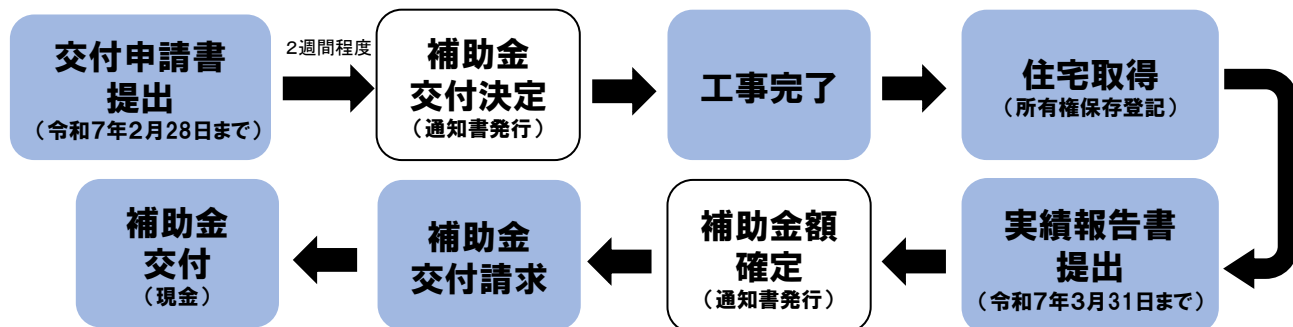 交付申請書
提出
（令和7年2月28日まで）
2週間程度
補助金
交付決定
（通知書発行）
工事完了
住宅取得
（所有権保存登記）
実績報告書
提出
（令和7年3月31日まで）
補助金額
確定
（通知書発行）
補助金
交付請求
補助金
交付
（現金）